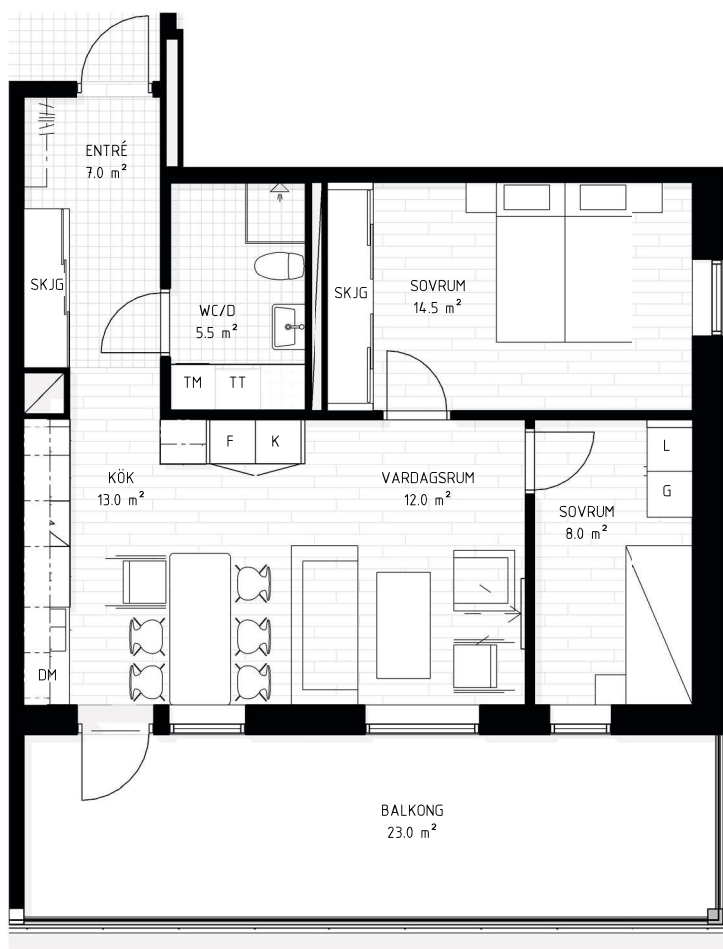 ENTRÉ
7.0 m²
SKJG
WC/D
5.5 m²
TM TT
SKJG
SOVRUM
14.5 m²
F K
KÖK
13.0 m²
VARDAGSRUM
12.0 m²
L
G
SOVRUM
8.0 m²
DM
BALKONG
23.0 m²